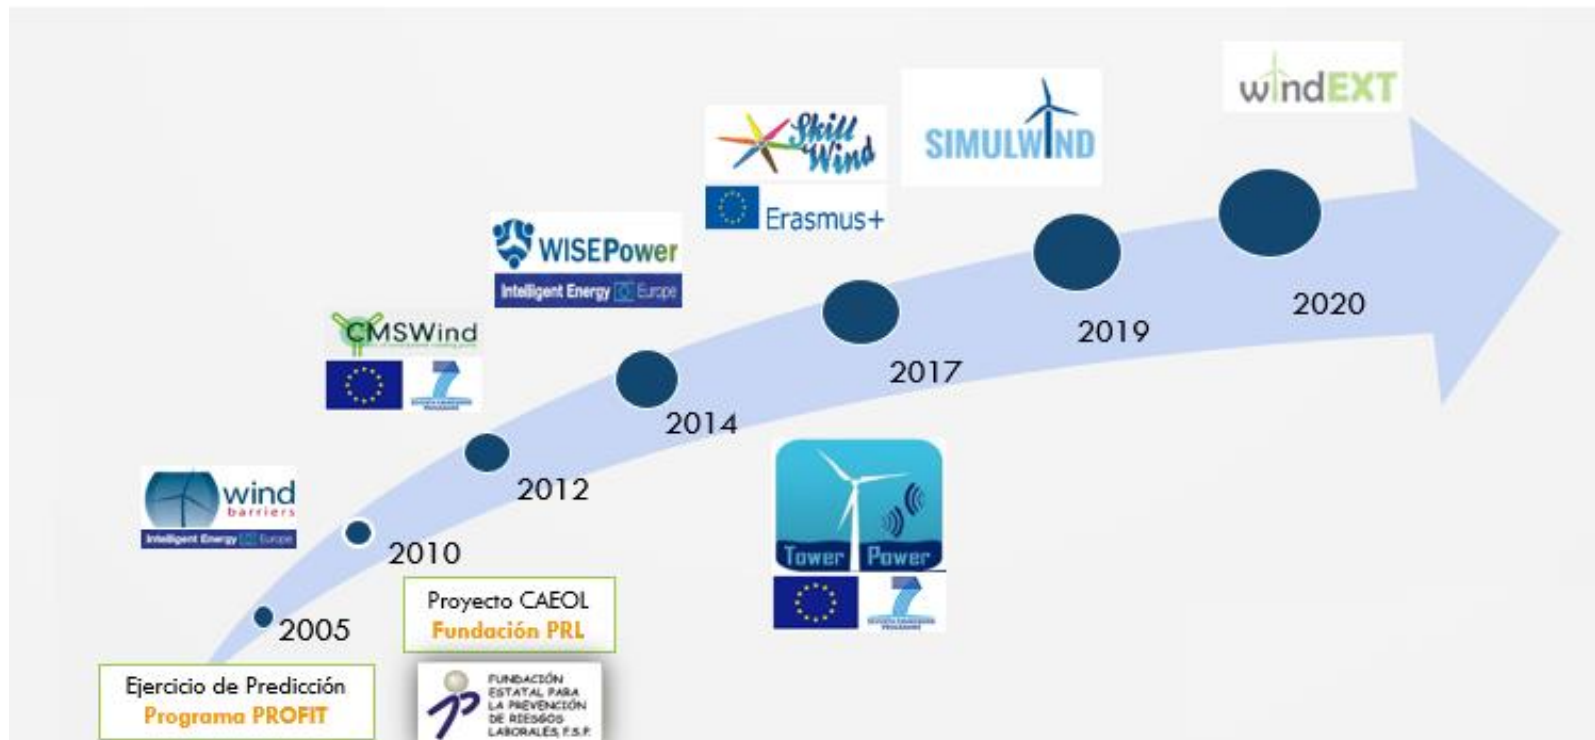 windEXT
Skill
Wind
SIMULWIND
Erasmus+
WISEPower
Intelligent Energy Europe
2020
2019
CMSWind
2017
2014
Tower Power
wind
barriers
2012
Intelligent Energy Europe
2010
Proyecto CAEOL
Fundación PRL
2005
Ejercicio de Predicción
Programa PROFIT
FUNDACIÓN
ESTATAL PARA
LA PREVENCIÓN
DE RIESGOS
LABORALES, F.S.P.